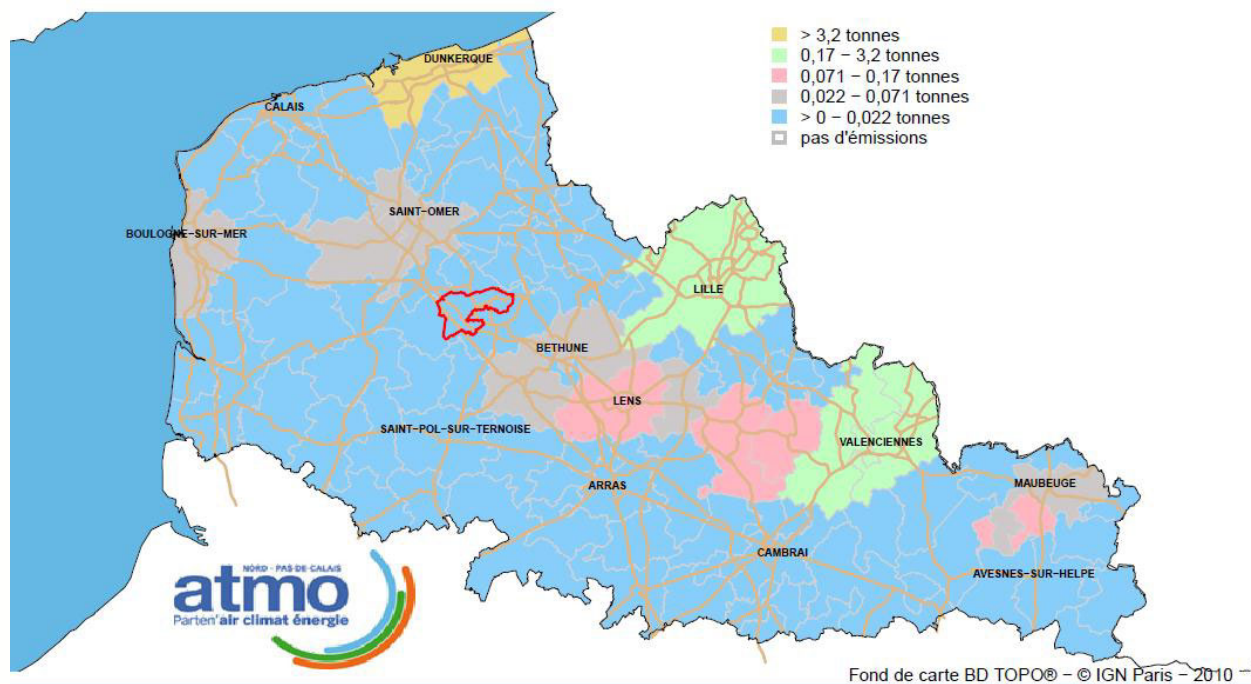 > 3,2 tonnes
0,17 − 3,2 tonnes
0,071 − 0,17 tonnes
0,022 − 0,071 tonnes
> 0 − 0,022 tonnes
pas d'émissions
DUNKERQUE
CALAIS
SAINT−OMER
BOULOGNE−SUR−MER
LILLE
BETHUNE
LENS
SAINT−POL−SUR−TERNOISE
VALENCIENNES
ARRAS
MAUBEUGE
CAMBRAI
AVESNES−SUR−HELPE
NORD - PAS-DE-CALAIS
atmo
Parten'air climat énergie
Fond de carte BD TOPO® − © IGN Paris − 2010